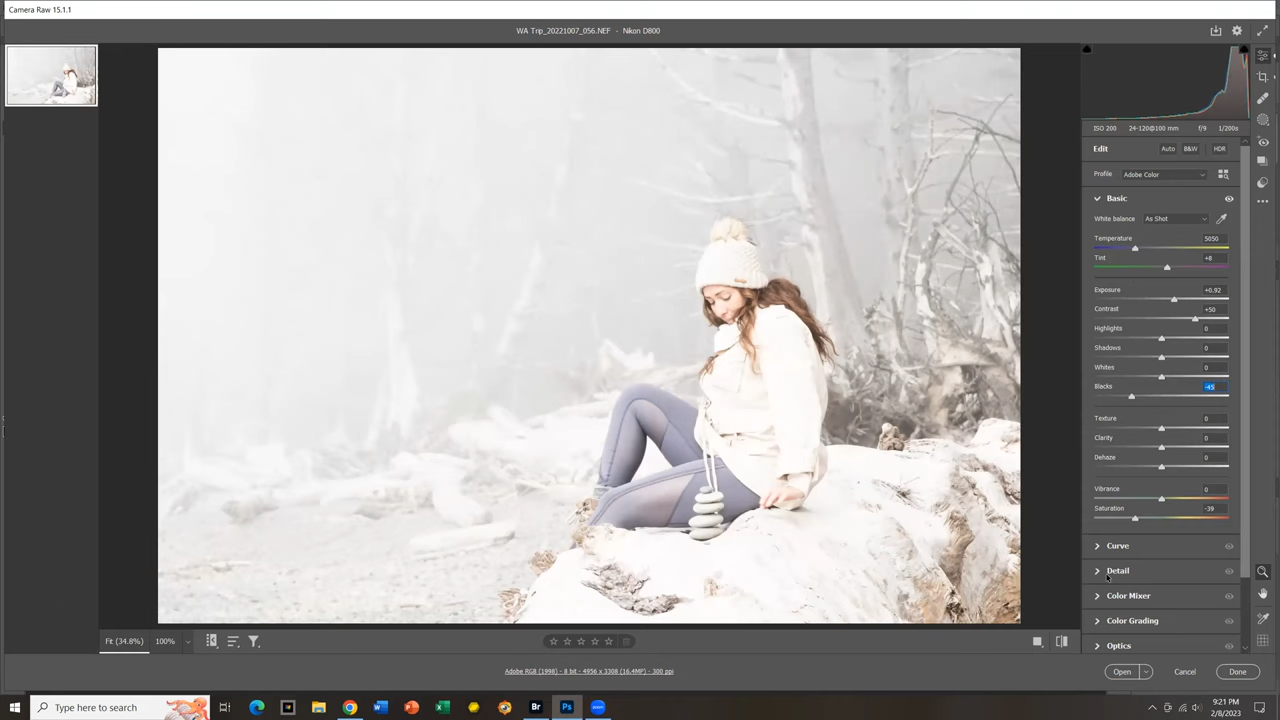 Camera Raw 15.1.1
WA Trip_20221007_056.NEF - Nikon D800
ISO 200 24-120@100 mm f/9 1/200s
Edit Auto B&W HDR
Profile Adobe Color
Basic
White balance As Shot
Temperature 5050
Tint +8
Exposure +0.92
Contrast +50
Highlights 0
Shadows 0
Whites 0
Blacks -45
Texture 0
Clarity 0
Dehaze 0
Vibrance 0
Saturation -39
Curve
Detail
Color Mixer
Color Grading
Optics
Fit (34.8%) 100%
Adobe RGB (1998) - 8 bit - 4956 x 3308 (16.4MP) - 300 ppi
Open Cancel Done
Type here to search
Br Ps zoom
9:21 PM
2/8/2023